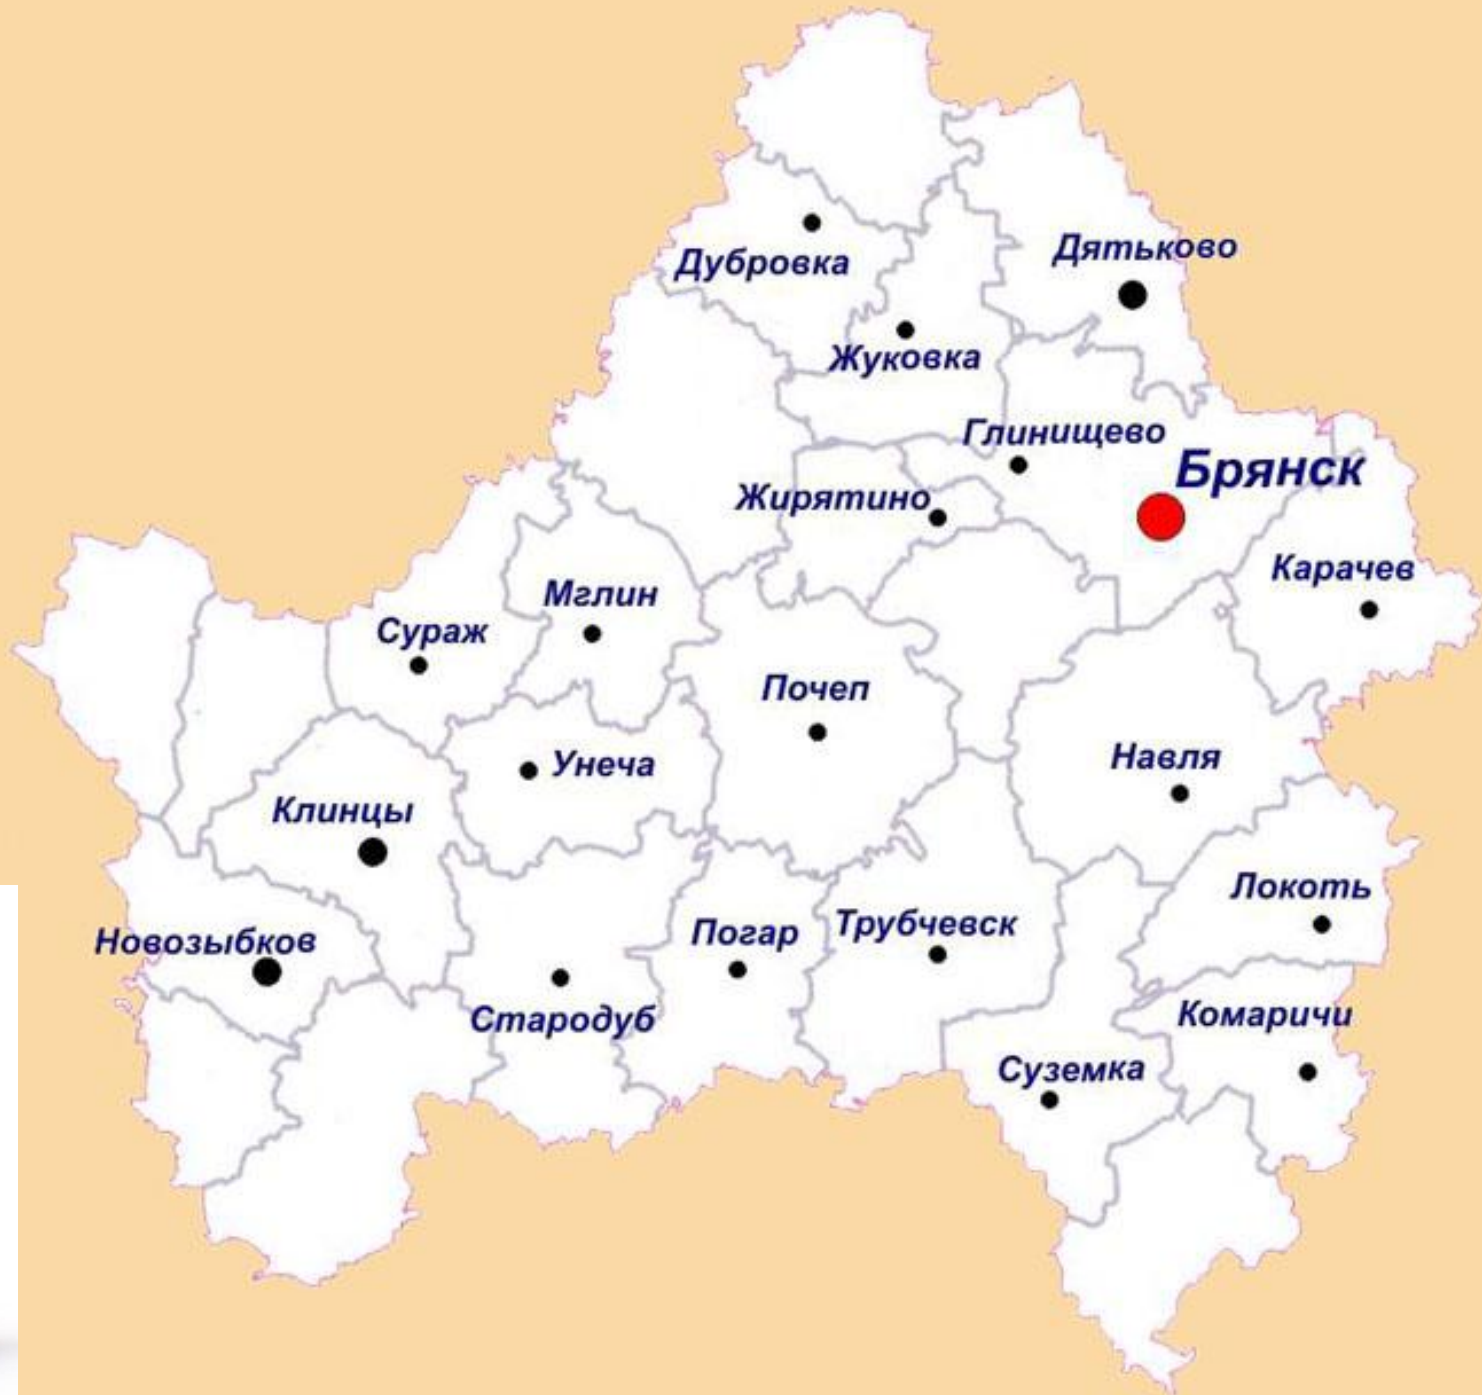 Дятьково
Дубровка
Жуковка
Глинищево
Брянск
Жирятино
Карачев
Мглин
Сураж
Почеп
Навля
Унеча
Клинцы
Локоть
Трубчевск
Погар
Новозыбков
Комаричи
Стародуб
Суземка